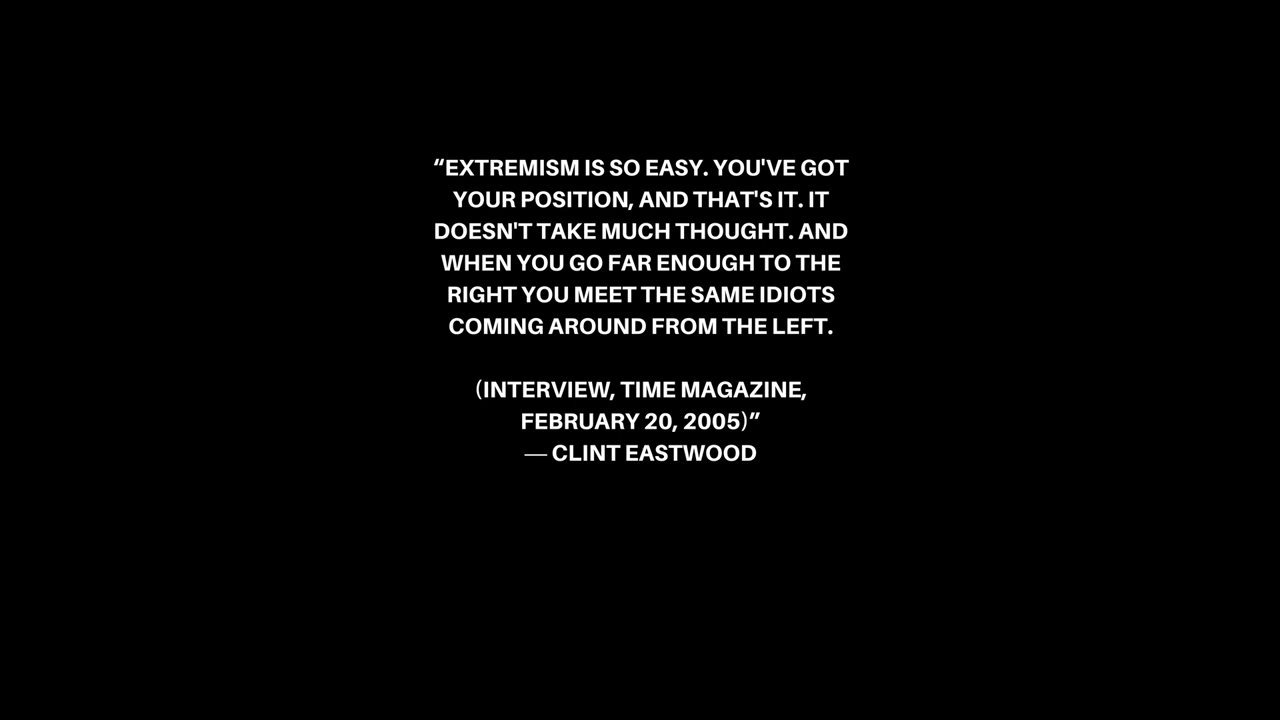 “EXTREMISM IS SO EASY. YOU'VE GOT
YOUR POSITION, AND THAT'S IT. IT
DOESN'T TAKE MUCH THOUGHT. AND
WHEN YOU GO FAR ENOUGH TO THE
RIGHT YOU MEET THE SAME IDIOTS
COMING AROUND FROM THE LEFT.
(INTERVIEW, TIME MAGAZINE,
FEBRUARY 20, 2005)”
— CLINT EASTWOOD